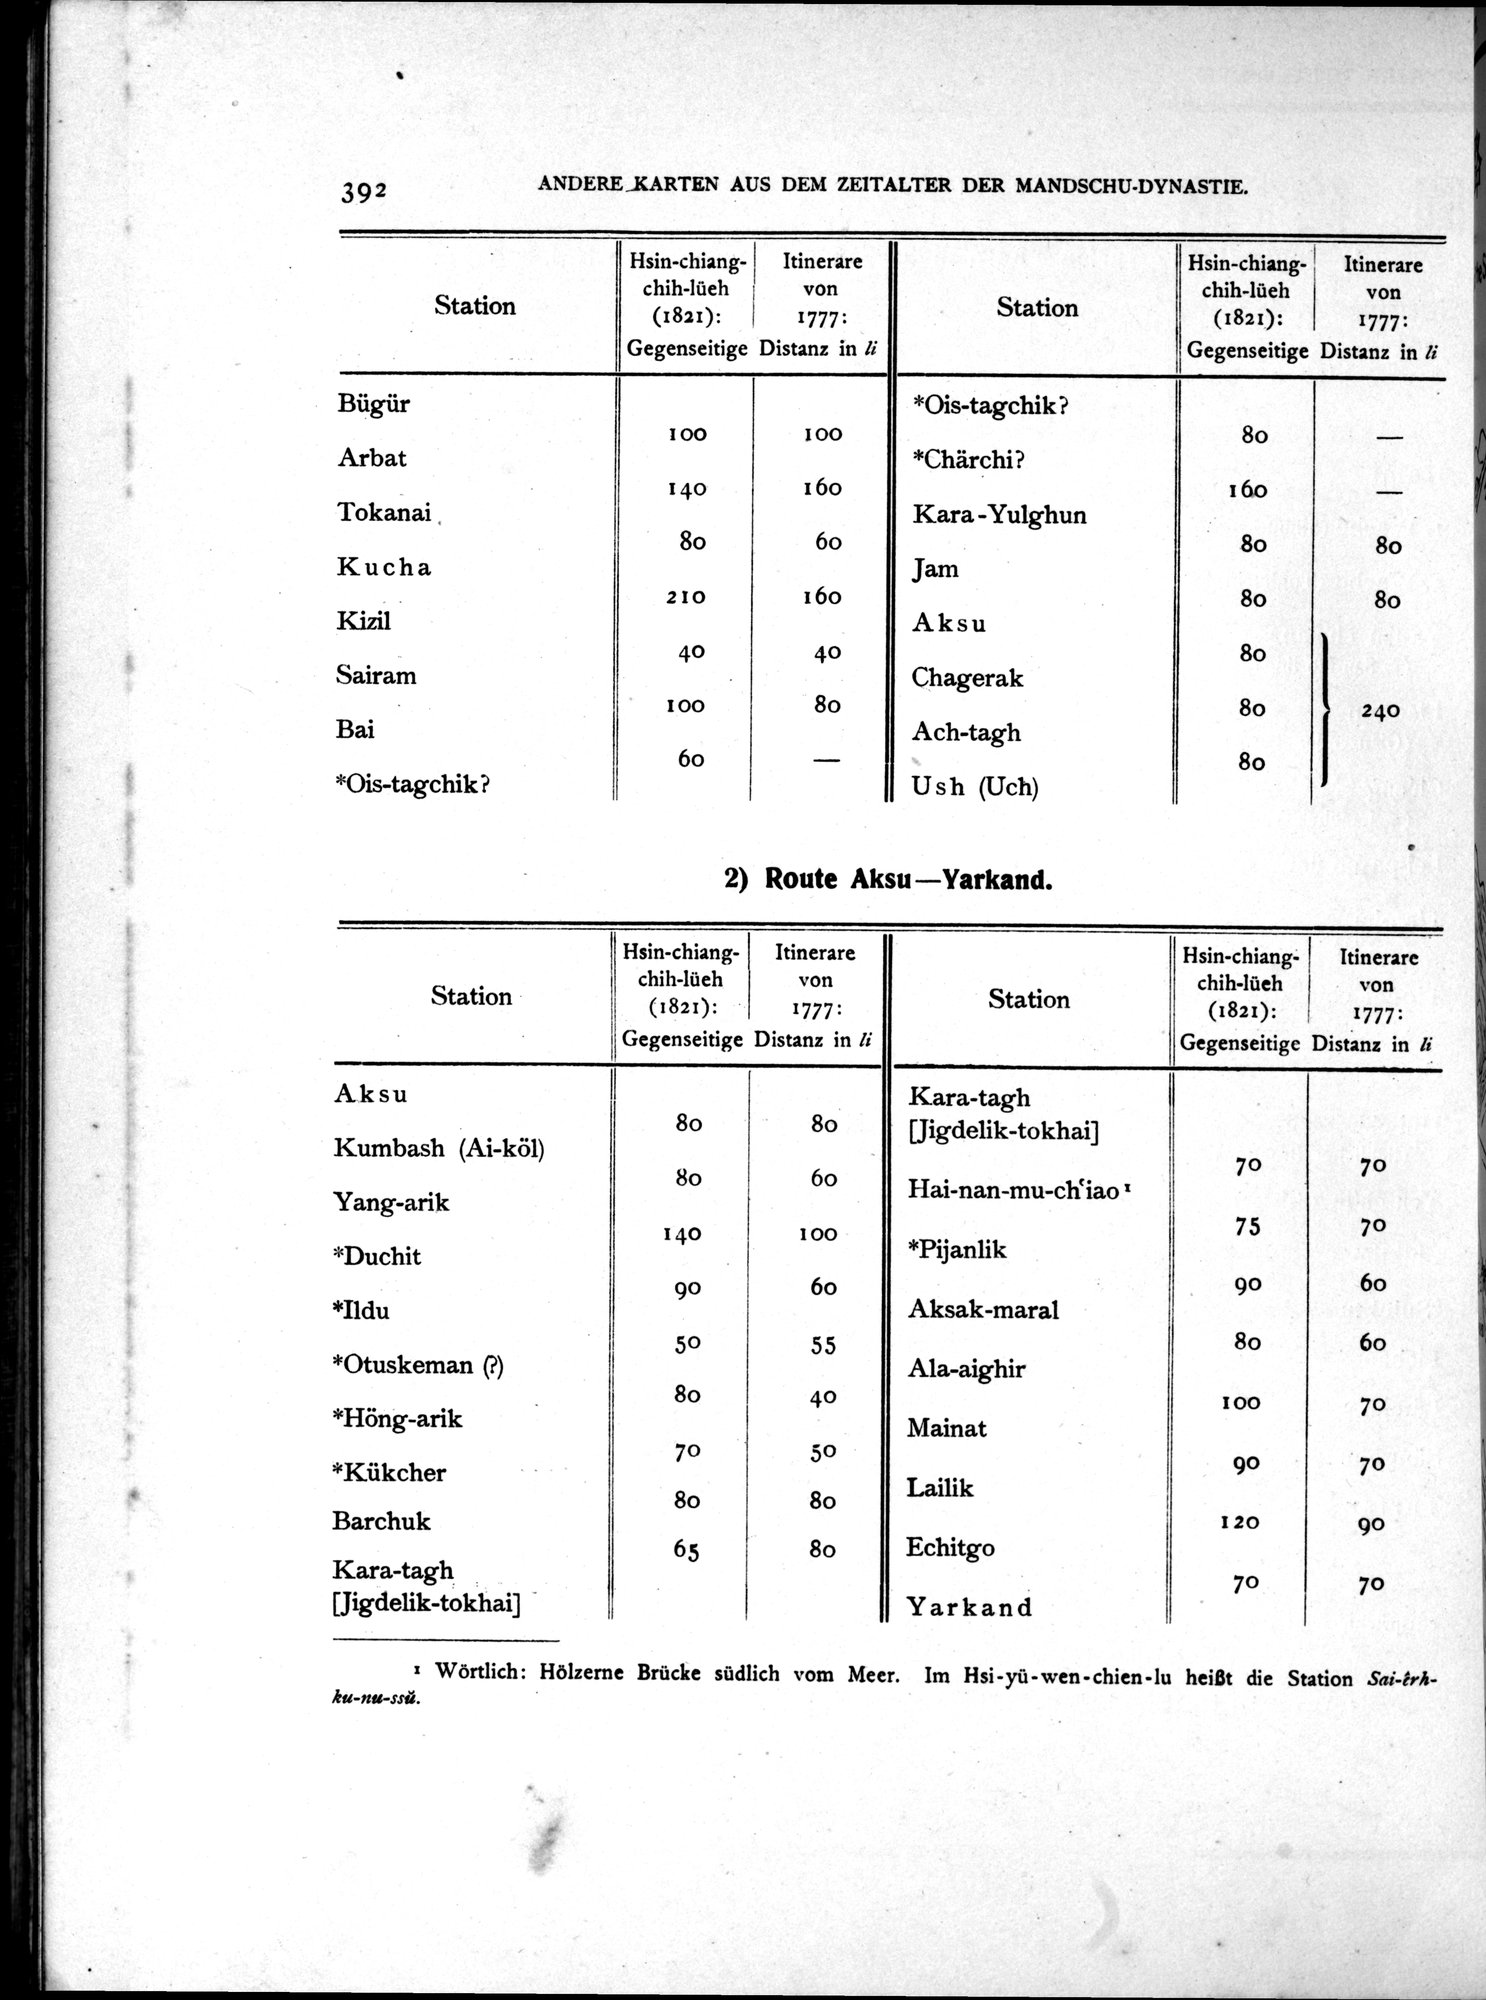 392 ANDERE KARTEN AUS DEM ZEITALTER DER MANDSCHU-DYNASTIE.
Station
Hsin-chiang-
chih-lüeh
(1821):
Itinerare
von
1777:
Gegenseitige Distanz in li
Bügür
100 100
Arbat
140 160
Tokanai
80 60
Kucha
210 160
Kizil
40 40
Sairam
100 80
Bai
60 —
*Ois-tagchik?
Station
Hsin-chiang-
chih-lüeh
(1821):
Itinerare
von
1777:
Gegenseitige Distanz in li
*Ois-tagchik?
80 —
*Chärchi?
160 —
Kara-Yulghun
80 80
Jam
80 80
Aksu
80
Chagerak
80 } 240
Ach-tagh
80
Ush (Uch)
2) Route Aksu—Yarkand.
Station
Hsin-chiang-
chih-lüeh
(1821):
Itinerare
von
1777:
Gegenseitige Distanz in li
Aksu
80 80
Kumbash (Ai-köl)
80 60
Yang-arik
140 100
*Duchit
90 60
*Ildu
50 55
*Otuskeman (?)
80 40
*Höng-arik
70 50
*Kükcher
80 80
Barchuk
65 80
Kara-tagh
[Jigdelik-tokhai]
Station
Hsin-chiang-
chih-lüeh
(1821):
Itinerare
von
1777:
Gegenseitige Distanz in li
Kara-tagh
[Jigdelik-tokhai]
70 70
Hai-nan-mu-chʻiao¹
75 70
*Pijanlik
90 60
Aksak-maral
80 60
Ala-aighir
100 70
Mainat
90 70
Lailik
120 90
Echitgo
70 70
Yarkand
¹ Wörtlich: Hölzerne Brücke südlich vom Meer. Im Hsi-yü-wen-chien-lu heißt die Station Sai-êrh-
ku-nu-ssŭ.